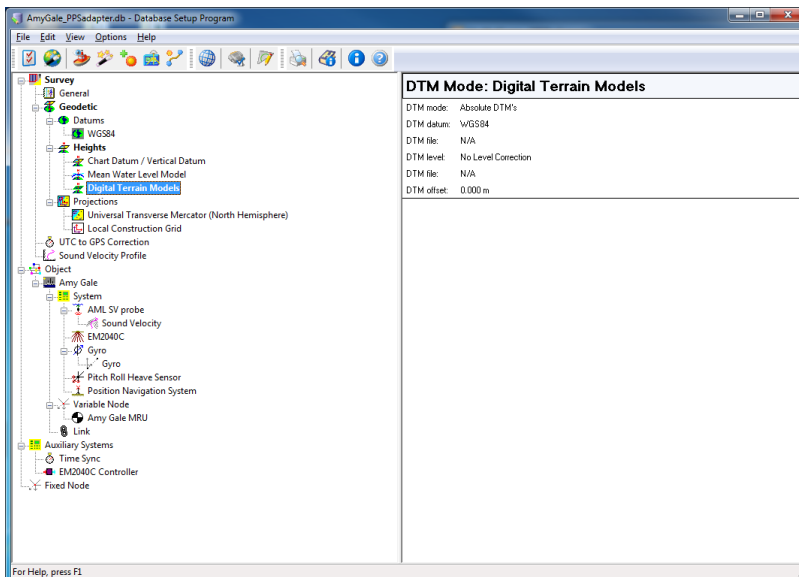 AmyGale_PPSadapter.db - Database Setup Program
File Edit View Options Help
Survey
General
Geodetic
Datums
WGS84
Heights
Chart Datum / Vertical Datum
Mean Water Level Model
Digital Terrain Models
Projections
Universal Transverse Mercator (North Hemisphere)
Local Construction Grid
UTC to GPS Correction
Sound Velocity Profile
Object
Amy Gale
System
AML SV probe
Sound Velocity
EM2040C
Gyro
Gyro
Pitch Roll Heave Sensor
Position Navigation System
Variable Node
Amy Gale MRU
Link
Auxiliary Systems
Time Sync
EM2040C Controller
Fixed Node
DTM Mode: Digital Terrain Models
DTM mode: Absolute DTM's
DTM datum: WGS84
DTM file: N/A
DTM level: No Level Correction
DTM file: N/A
DTM offset: 0.000 m
For Help, press F1